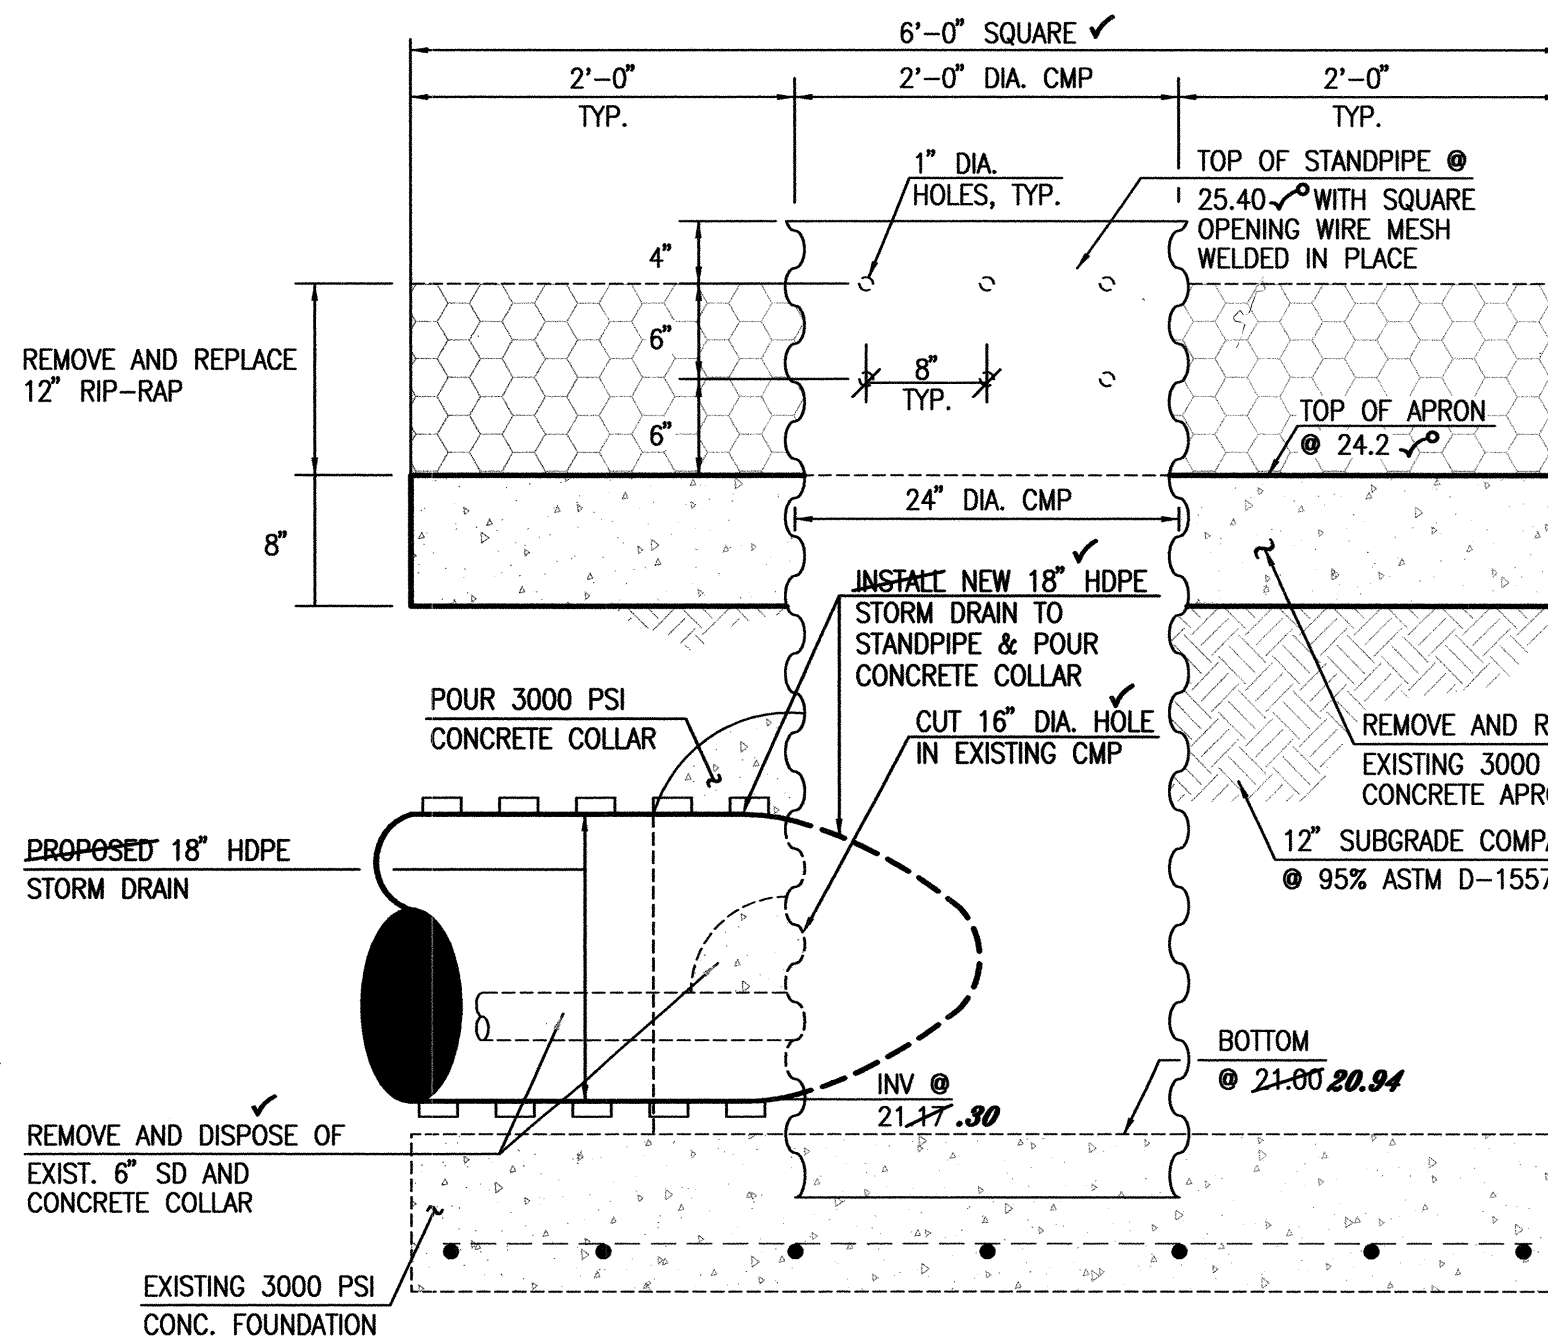 6'-0" SQUARE ✓
2'-0"
TYP.
2'-0" DIA. CMP
2'-0"
TYP.
1" DIA.
HOLES, TYP.
TOP OF STANDPIPE @
25.40 WITH SQUARE
OPENING WIRE MESH
WELDED IN PLACE
4"
6"
6"
8"
TYP.
REMOVE AND REPLACE
12" RIP-RAP
TOP OF APRON
@ 24.2
24" DIA. CMP
8"
INSTALL NEW 18" HDPE
STORM DRAIN TO
STANDPIPE & POUR
CONCRETE COLLAR
POUR 3000 PSI
CONCRETE COLLAR
CUT 16" DIA. HOLE
IN EXISTING CMP
REMOVE AND R
EXISTING 3000
CONCRETE APR
12" SUBGRADE COMP
@ 95% ASTM D-1557
PROPOSED 18" HDPE
STORM DRAIN
BOTTOM
@ 21.00 20.94
INV @
21.17 .30
REMOVE AND DISPOSE OF
EXIST. 6" SD AND
CONCRETE COLLAR
EXISTING 3000 PSI
CONC. FOUNDATION